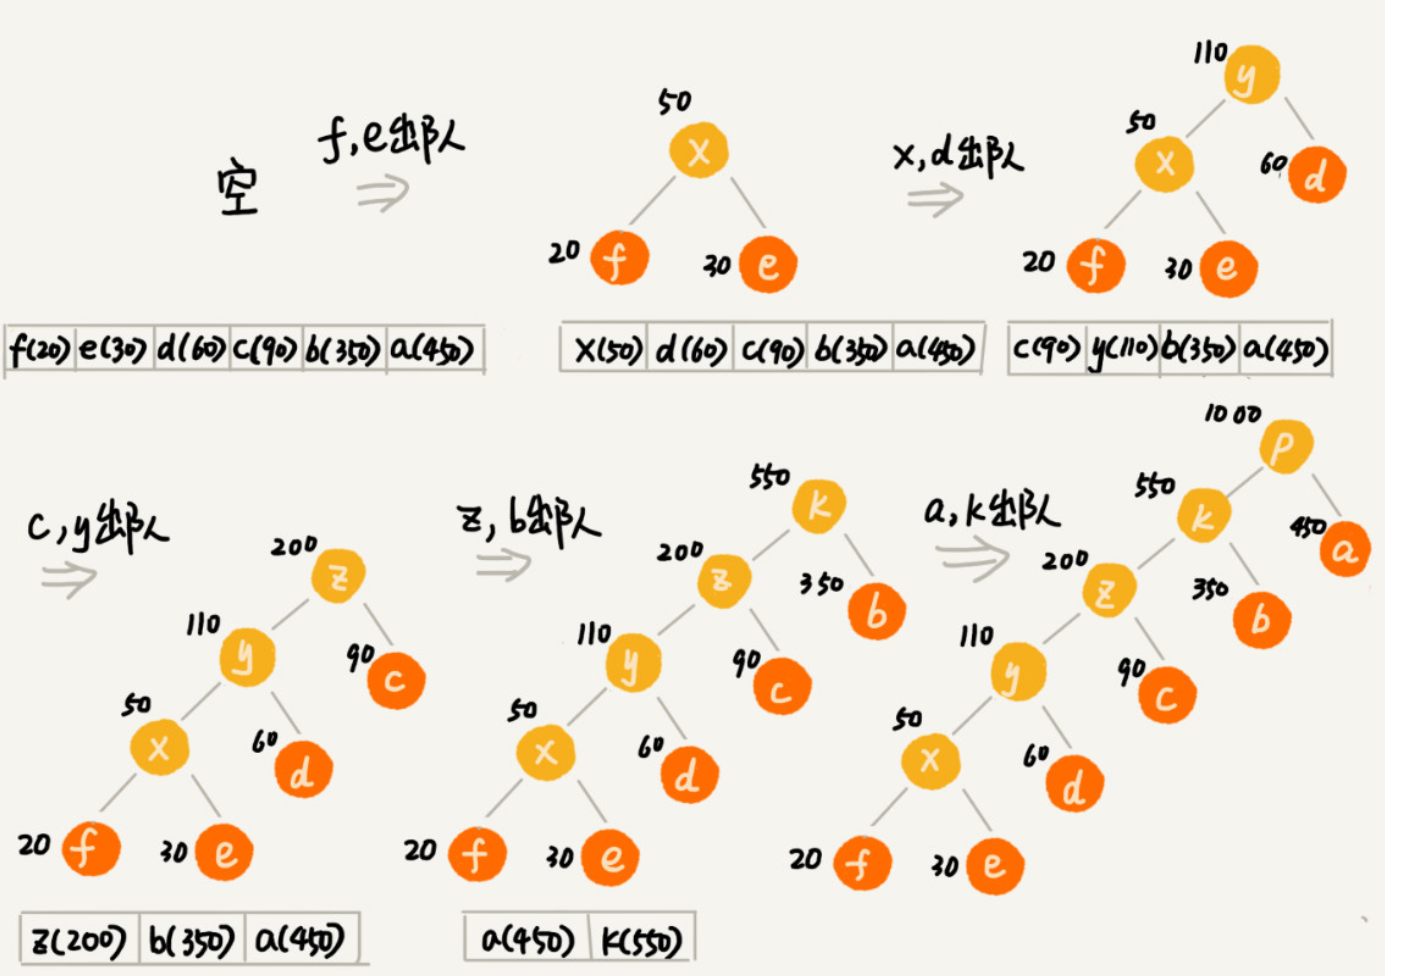 空
f,e出队
50
x
20 f
30 e
x,d出队
110 y
50 x
60 d
20 f
30 e
f(20) e(30) d(60) c(90) b(350) a(450)
x(50) d(60) c(90) b(350) a(450)
c(90) y(110) b(350) a(450)
c,y出队
200 z
110 y
90 c
50 x
60 d
20 f
30 e
z(200) b(350) a(450)
z,b出队
550 k
200 z
350 b
110 y
90 c
50 x
60 d
20 f
30 e
a(450) k(550)
a,k出队
1000 p
550 k
450 a
200 z
350 b
110 y
90 c
50 x
60 d
20 f
30 e